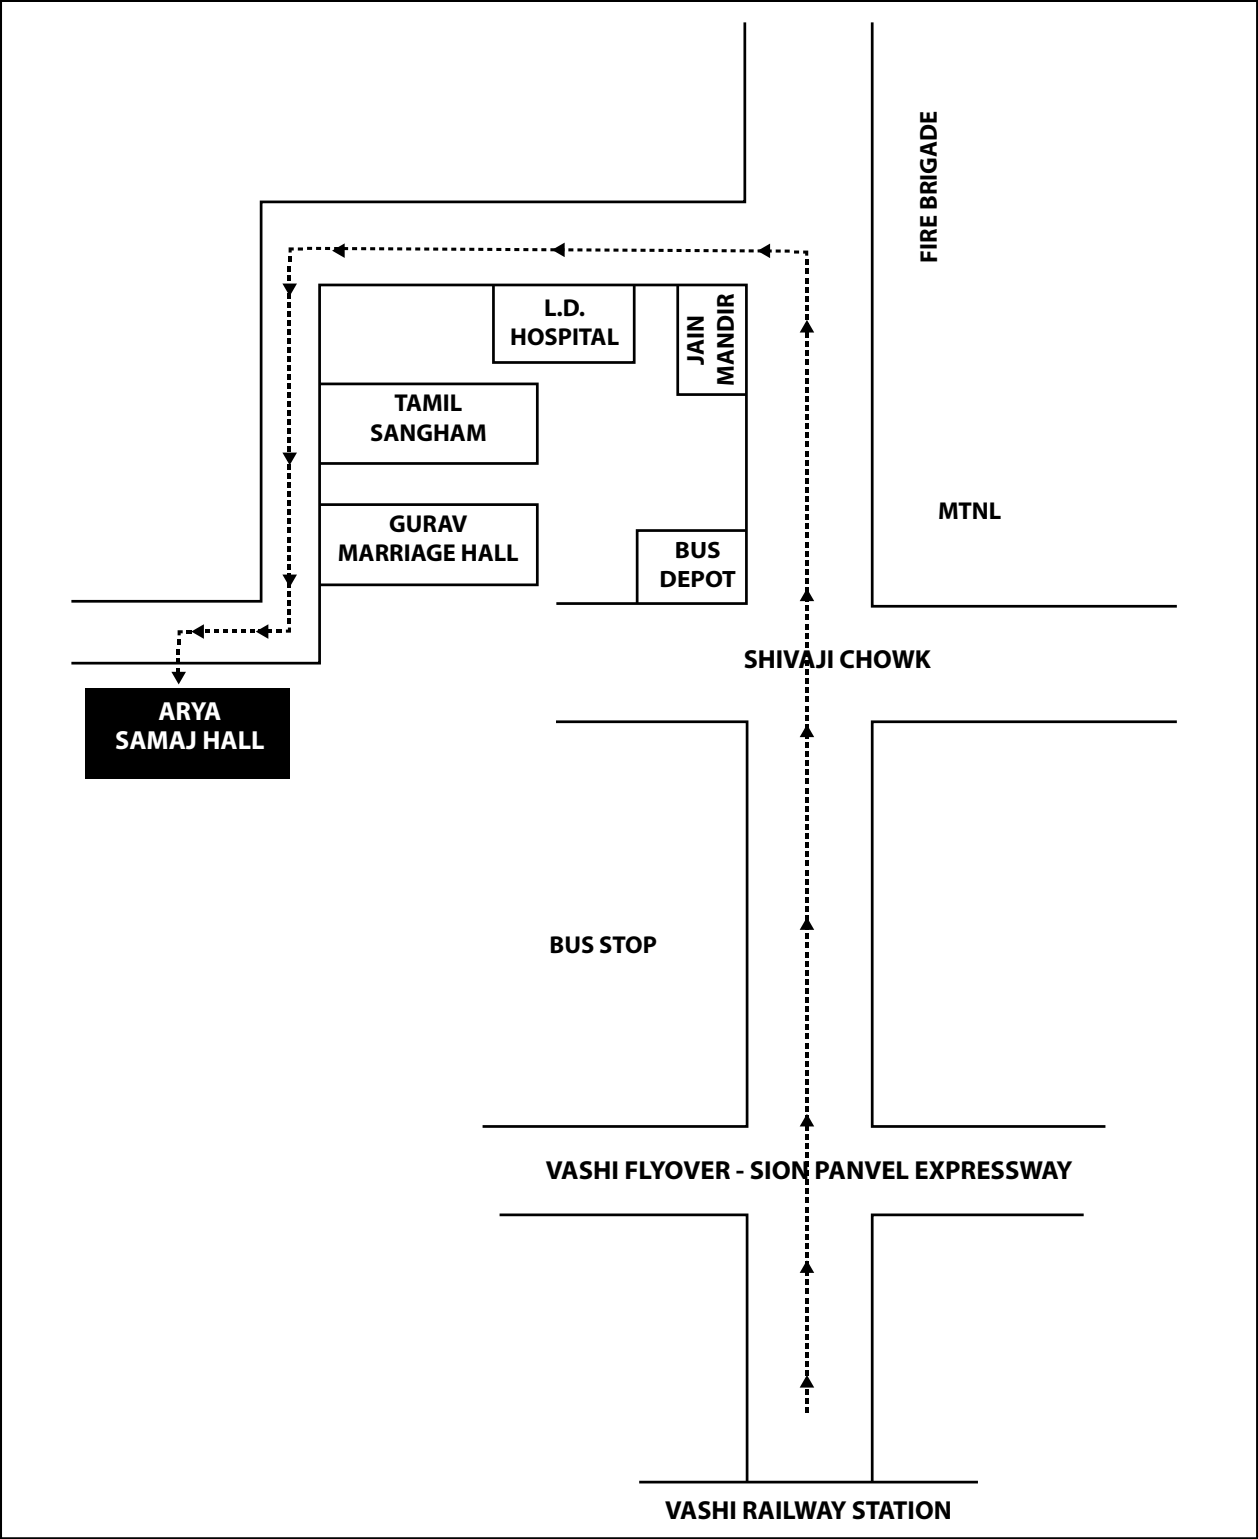 FIRE BRIGADE
L.D.
HOSPITAL
JAIN
MANDIR
TAMIL
SANGHAM
GURAV
MARRIAGE HALL
MTNL
BUS
DEPOT
SHIVAJI CHOWK
ARYA
SAMAJ HALL
BUS STOP
VASHI FLYOVER - SION PANVEL EXPRESSWAY
VASHI RAILWAY STATION